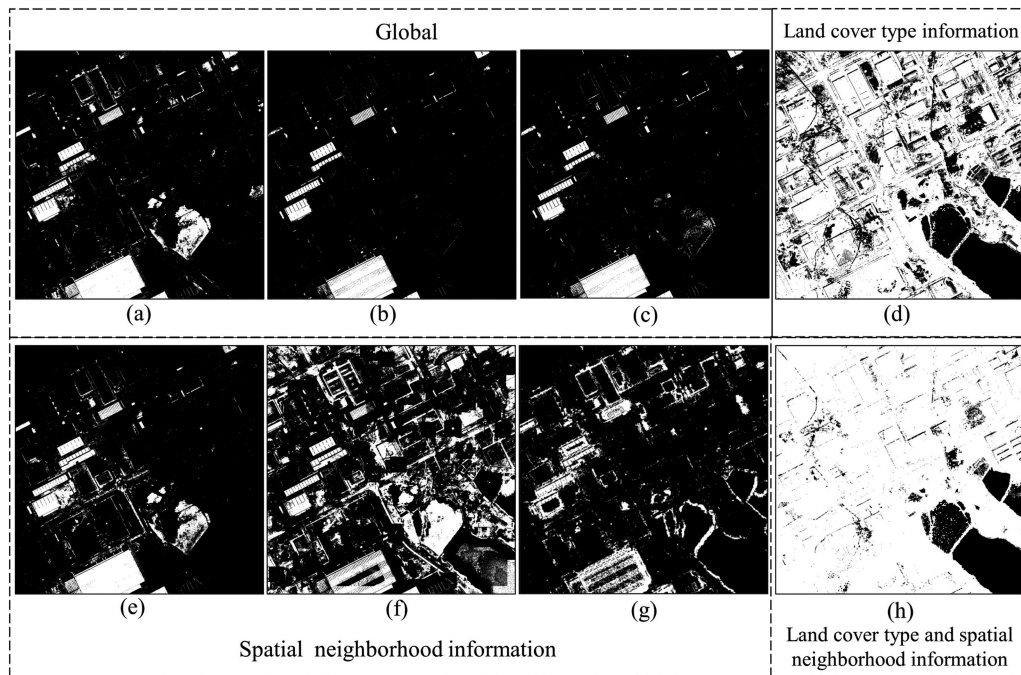 Global
Land cover type information
(a)
(b)
(c)
(d)
(e)
(f)
(g)
(h)
Spatial neighborhood information
Land cover type and spatial
neighborhood information